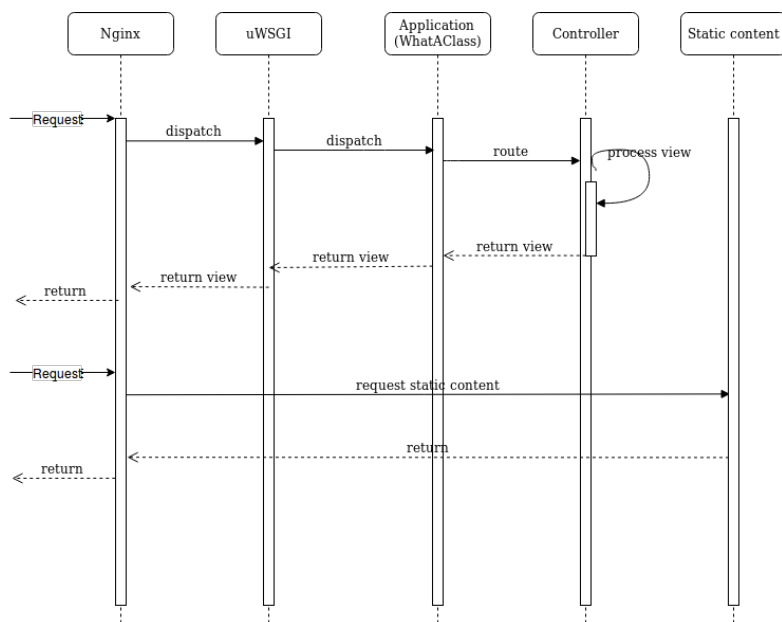 Nginx
uWSGI
Application
(WhatAClass)
Controller
Static content
Request
dispatch
dispatch
route
process view
return view
return view
return view
return
Request
request static content
return
return